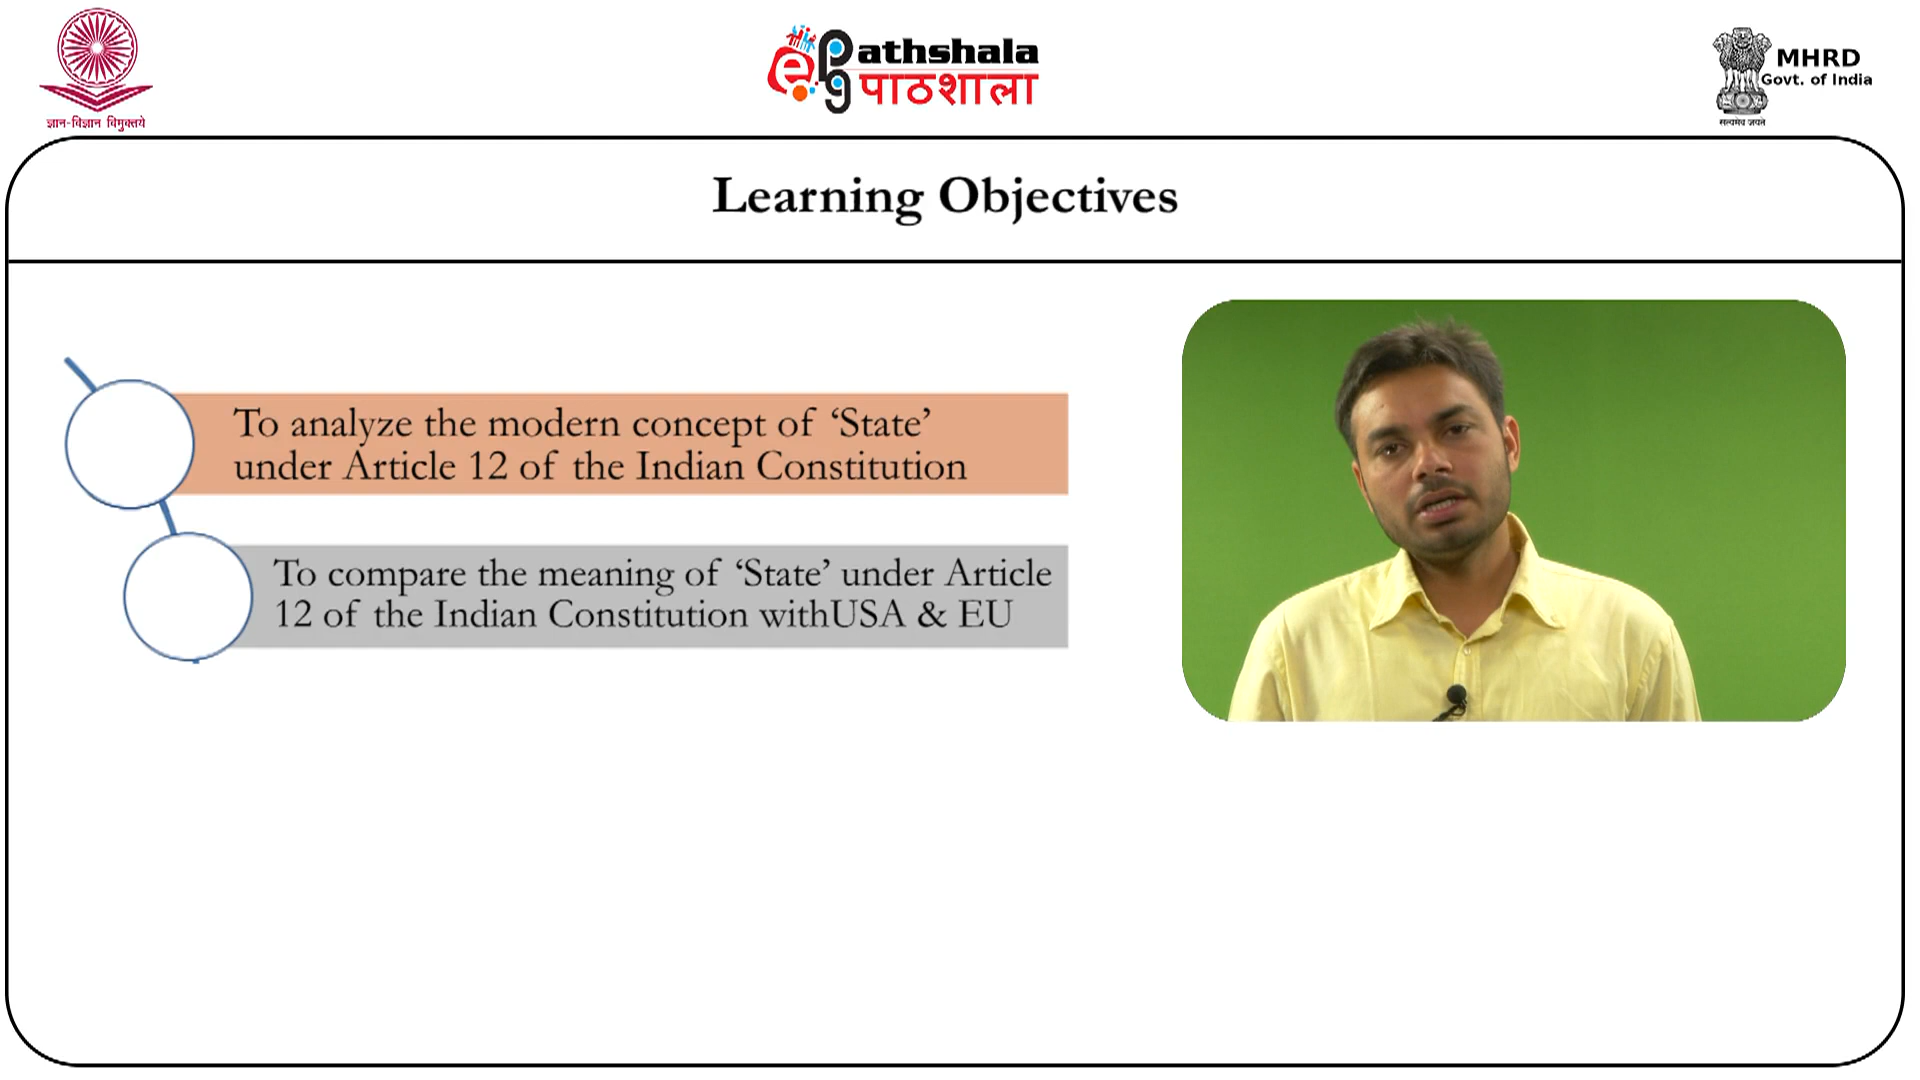 ज्ञान-विज्ञान विमुक्तये
e pg athshala
पाठशाला
MHRD
Govt. of India
सत्यमेव जयते
Learning Objectives
To analyze the modern concept of ‘State’
under Article 12 of the Indian Constitution
To compare the meaning of ‘State’ under Article
12 of the Indian Constitution withUSA & EU